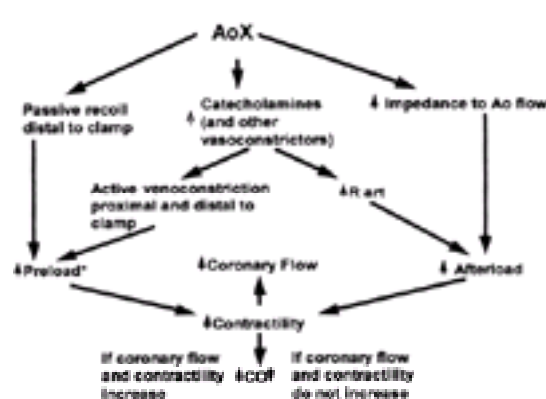 AoX
Passive recoil
distal to clamp
Catecholamines
(and other
vasoconstrictors)
Impedance to Ao flow
Active venoconstriction
proximal and distal to
clamp
R art
Preload*
Coronary Flow
Afterload
Contractility
If coronary flow
and contractility
increase
CO
If coronary flow
and contractility
do not increase